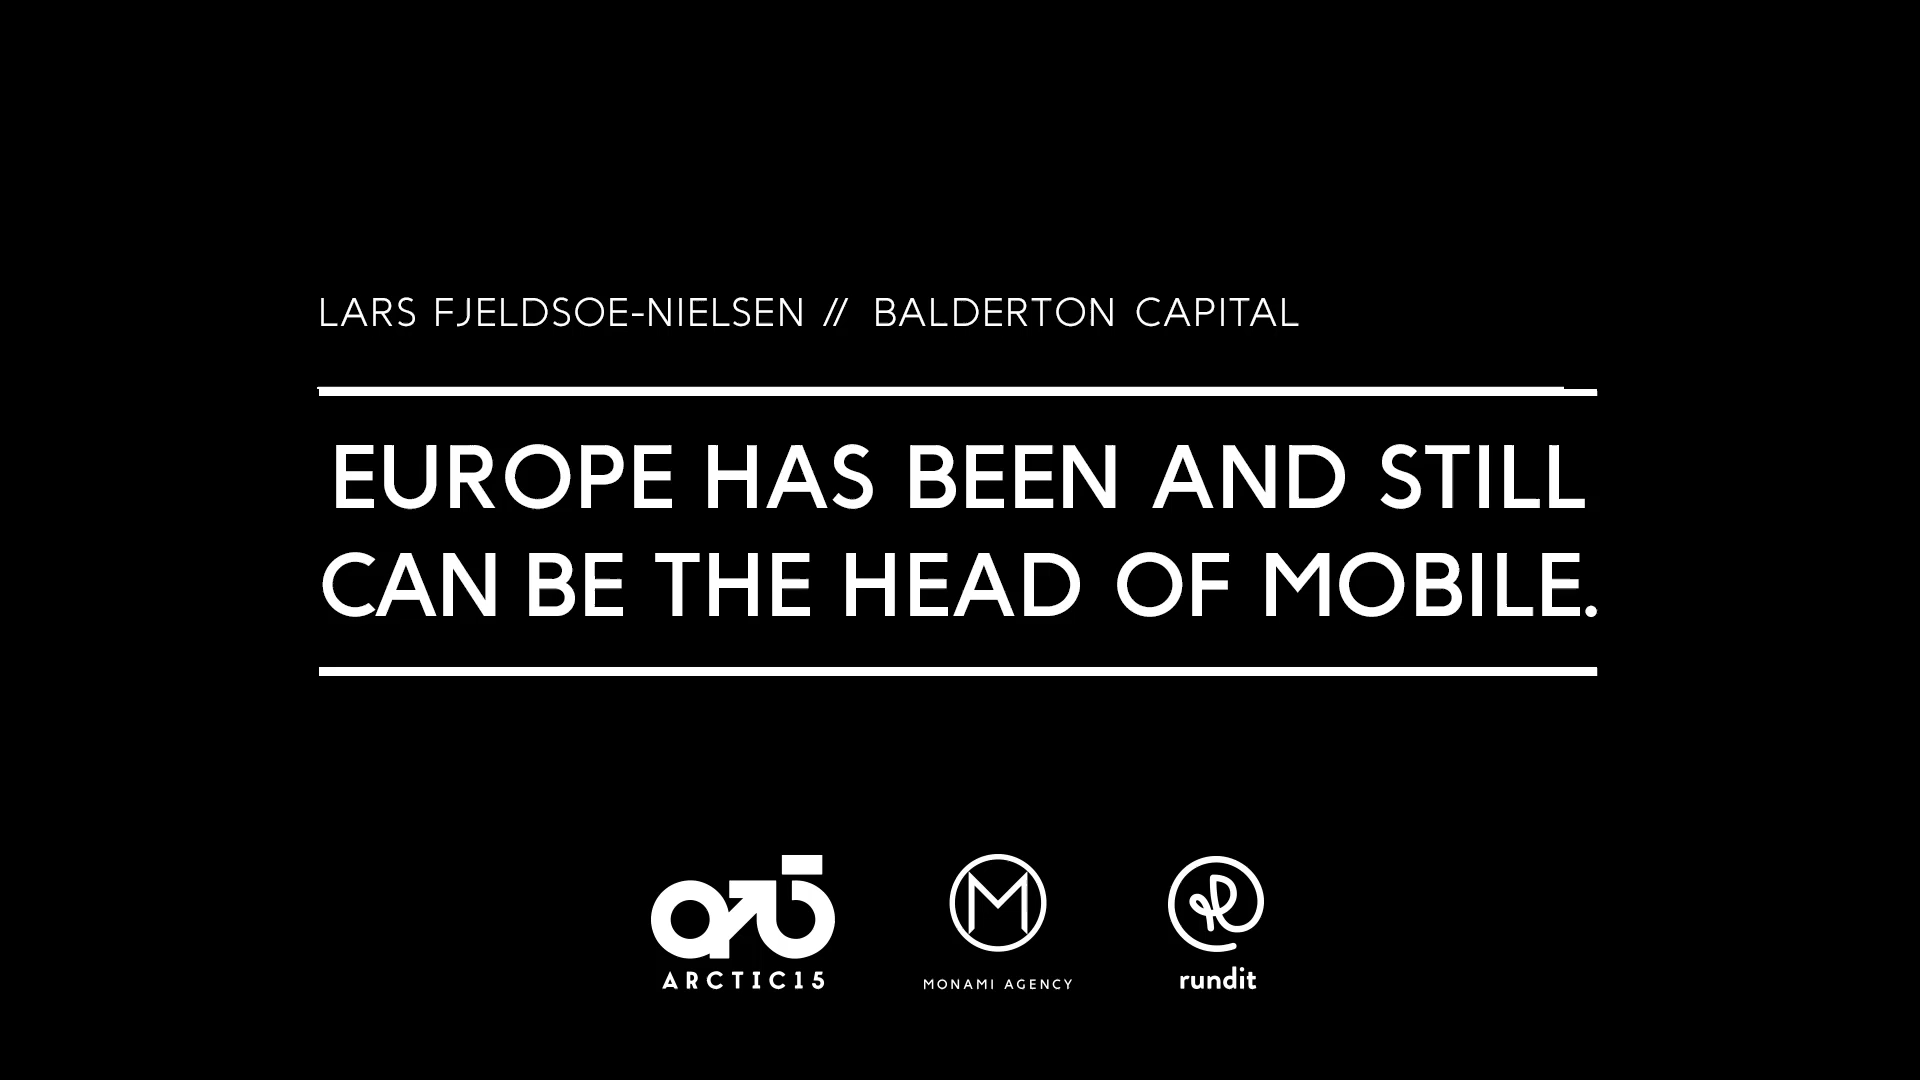 LARS FJELDSOE-NIELSEN // BALDERTON CAPITAL
EUROPE HAS BEEN AND STILL
CAN BE THE HEAD OF MOBILE.
ARCTIC15
MONAMI AGENCY
rundit